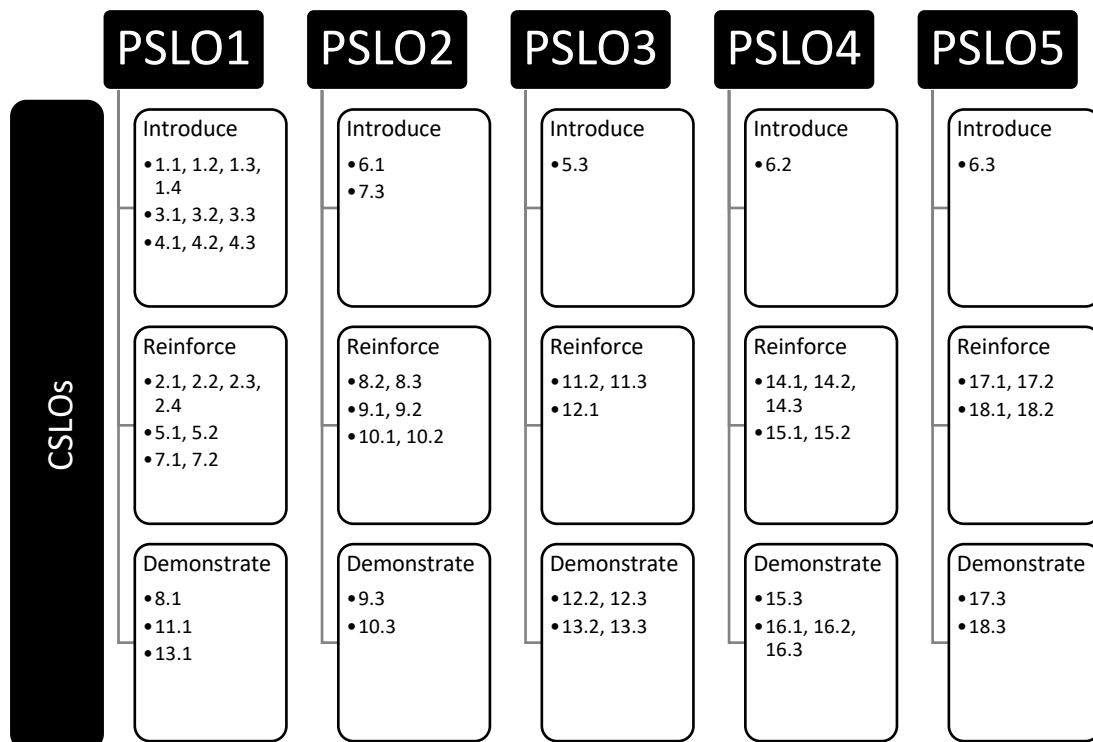 PSLO1
PSLO2
PSLO3
PSLO4
PSLO5
CSLOs
Introduce
•1.1, 1.2, 1.3,
1.4
•3.1, 3.2, 3.3
•4.1, 4.2, 4.3
Reinforce
•2.1, 2.2, 2.3,
2.4
•5.1, 5.2
•7.1, 7.2
Demonstrate
•8.1
•11.1
•13.1
Introduce
•6.1
•7.3
Reinforce
•8.2, 8.3
•9.1, 9.2
•10.1, 10.2
Demonstrate
•9.3
•10.3
Introduce
•5.3
Reinforce
•11.2, 11.3
•12.1
Demonstrate
•12.2, 12.3
•13.2, 13.3
Introduce
•6.2
Reinforce
•14.1, 14.2,
14.3
•15.1, 15.2
Demonstrate
•15.3
•16.1, 16.2,
16.3
Introduce
•6.3
Reinforce
•17.1, 17.2
•18.1, 18.2
Demonstrate
•17.3
•18.3